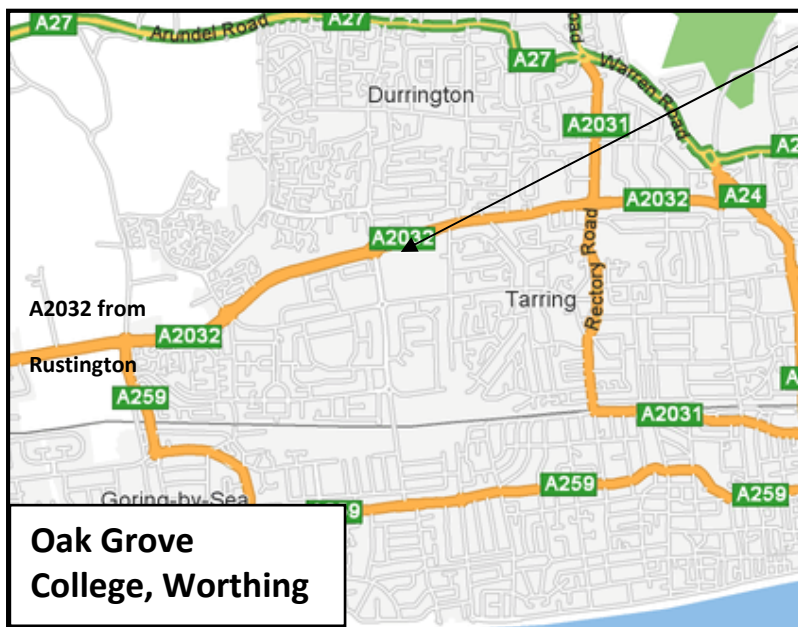 A27
Arundel Road
A27
A27
Warren Road
Durrington
A2031
A2032
A24
A2032
Rectory Road
Tarring
A2032 from
Rustington
A2032
A259
A2031
A259
A259
Goring-by-Sea
Oak Grove
College, Worthing